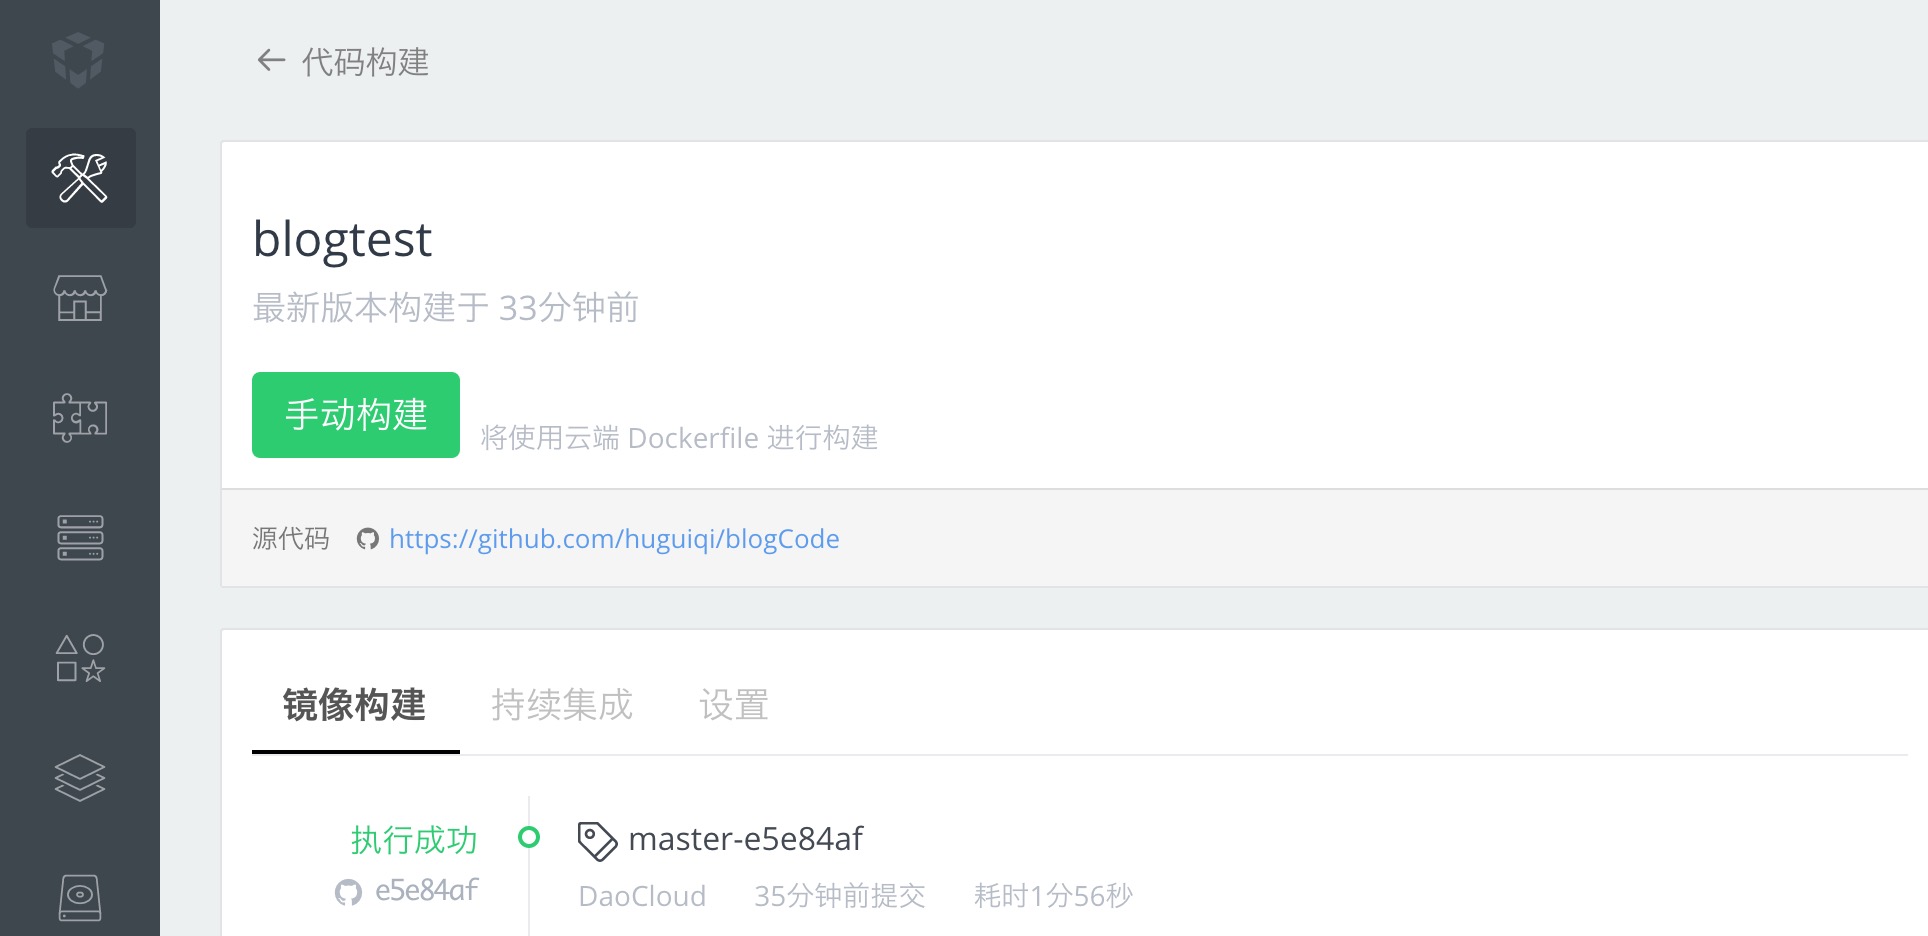 代码构建
blogtest
最新版本构建于 33分钟前
手动构建 将使用云端 Dockerfile 进行构建
源代码 https://github.com/huguiqi/blogCode
镜像构建 持续集成 设置
执行成功 master-e5e84af
e5e84af DaoCloud 35分钟前提交 耗时1分56秒